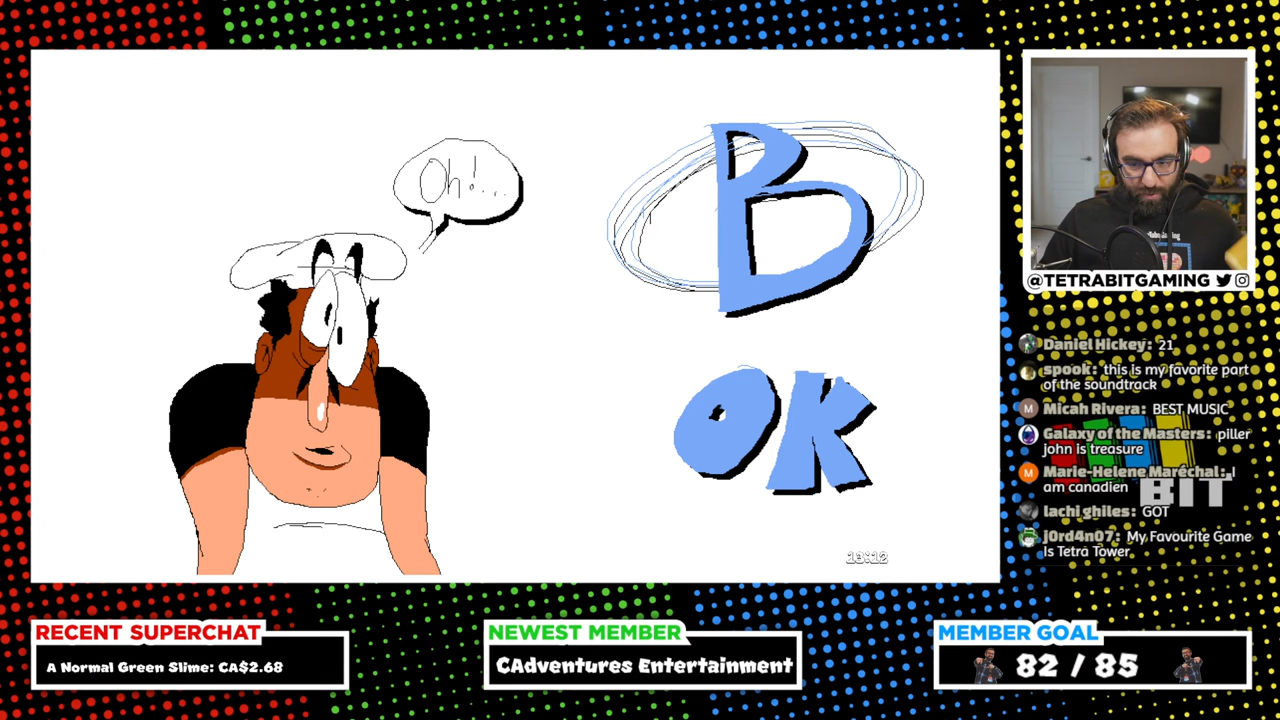 Oh!...
B
OK
13:12
@TETRABITGAMING
Daniel Hickey: 21
spook: this is my favorite part
of the soundtrack
Micah Rivera: BEST MUSIC
Galaxy of the Masters: piller
john is treasure
Marie-Helene Maréchal: I
am canadien
BIT
lachi ghiles: GOT
j0rd4n07: My Favourite Game
Is Tetra Tower
RECENT SUPERCHAT
A Normal Green Slime: CA$2.68
NEWEST MEMBER
CAdventures Entertainment
MEMBER GOAL
82 / 85